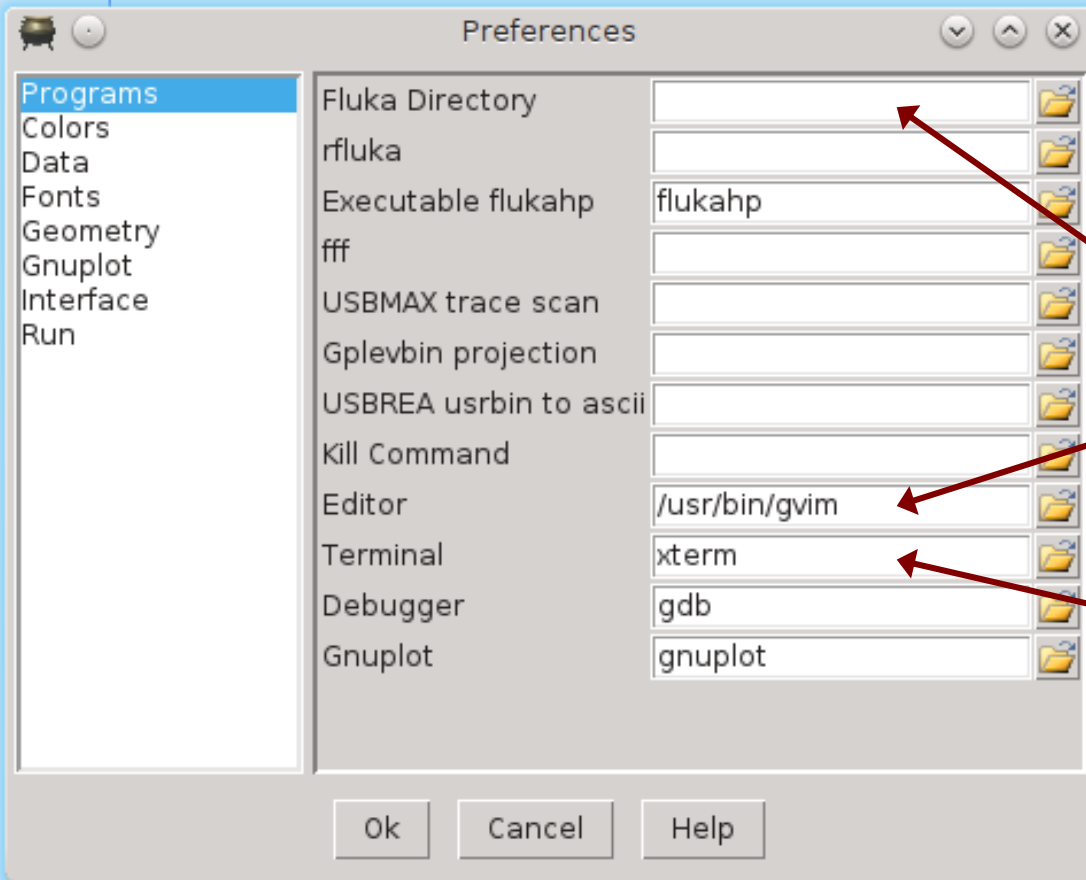 Preferences
Programs
Colors
Data
Fonts
Geometry
Gnuplot
Interface
Run
Fluka Directory
rfluka
Executable flukahp flukahp
fff
USBMAX trace scan
Gplevbin projection
USBREA usrbin to ascii
Kill Command
Editor /usr/bin/gvim
Terminal xterm
Debugger gdb
Gnuplot gnuplot
Ok Cancel Help